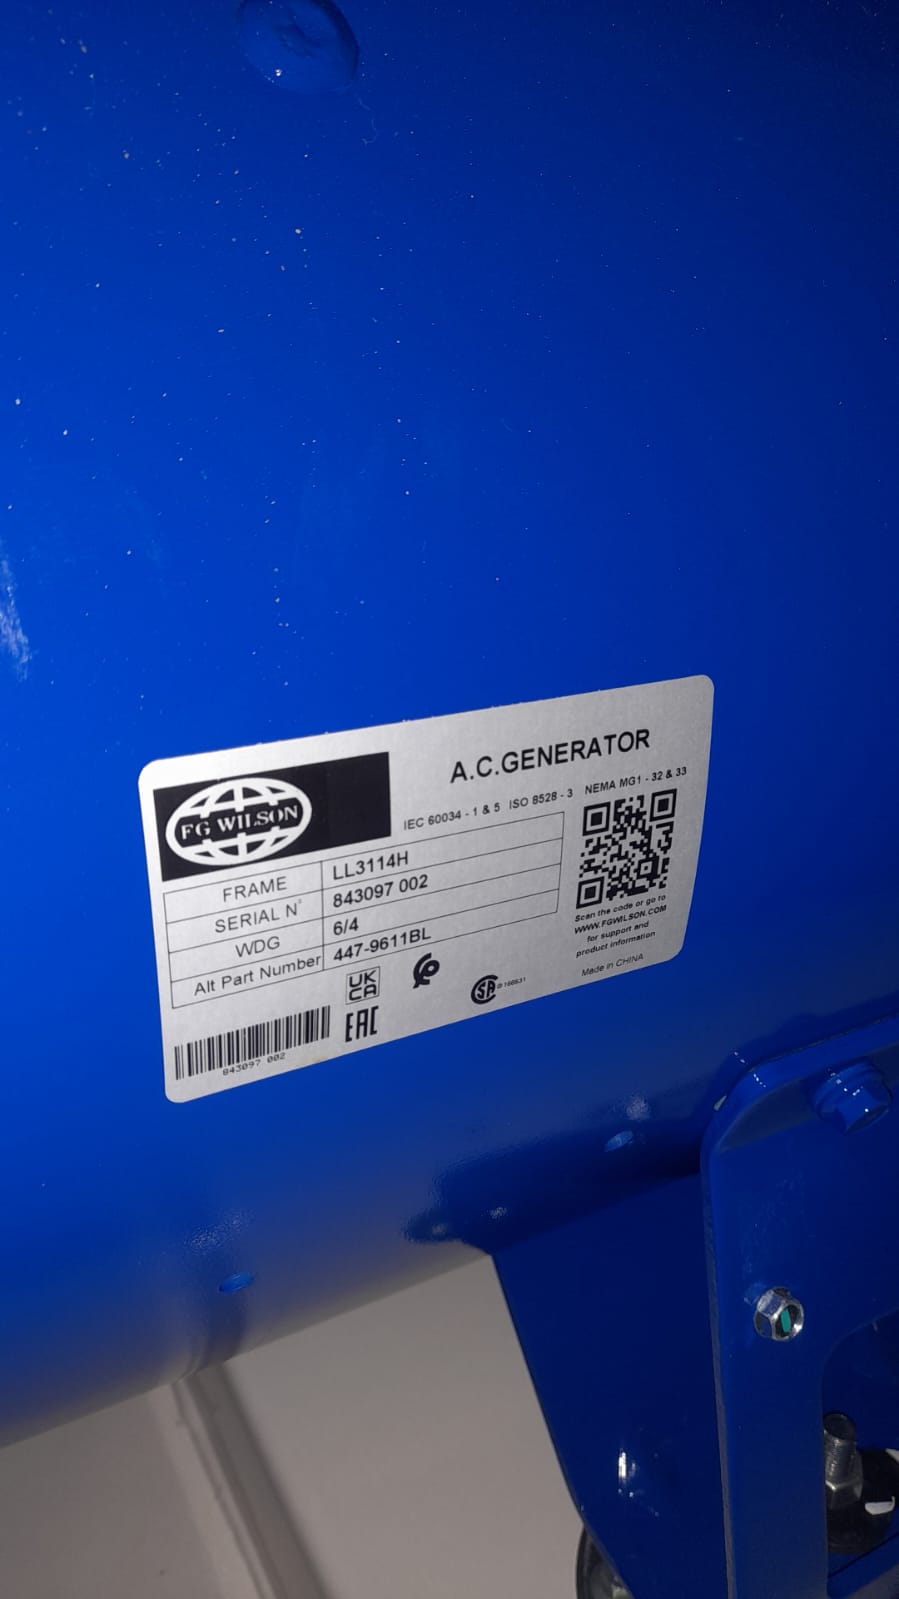 FG WILSON
A.C.GENERATOR
IEC 60034 - 1 & 5 ISO 8528 - 3 NEMA MG1 - 32 & 33
FRAME LL3114H
SERIAL N° 843097 002
WDG 6/4
Alt Part Number 447-9611BL
Scan the code or go to
WWW.FGWILSON.COM
for support and
product information
Made in CHINA
UK
CA
EAC
SA
843097 002